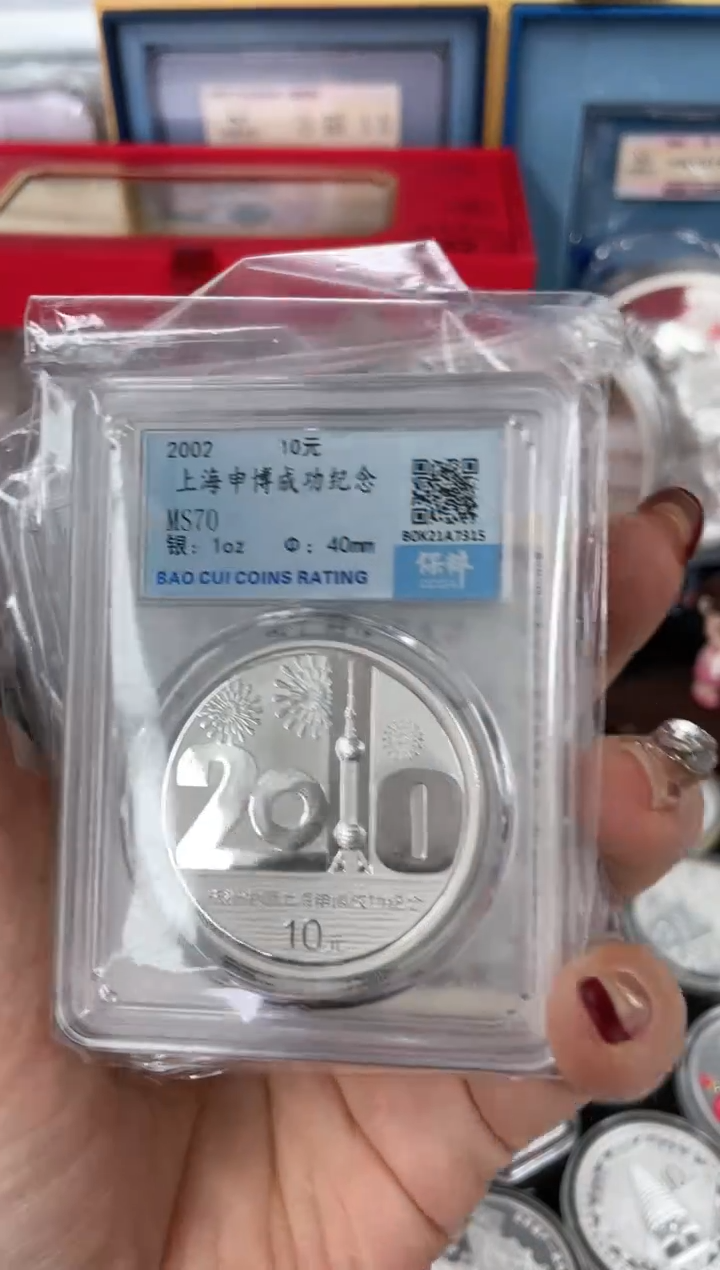 2002 10元
上海申博成功纪念
MS70
银: 1oz Φ: 40mm
BAO CUI COINS RATING
BOK21A7315
保粹
2010
10元